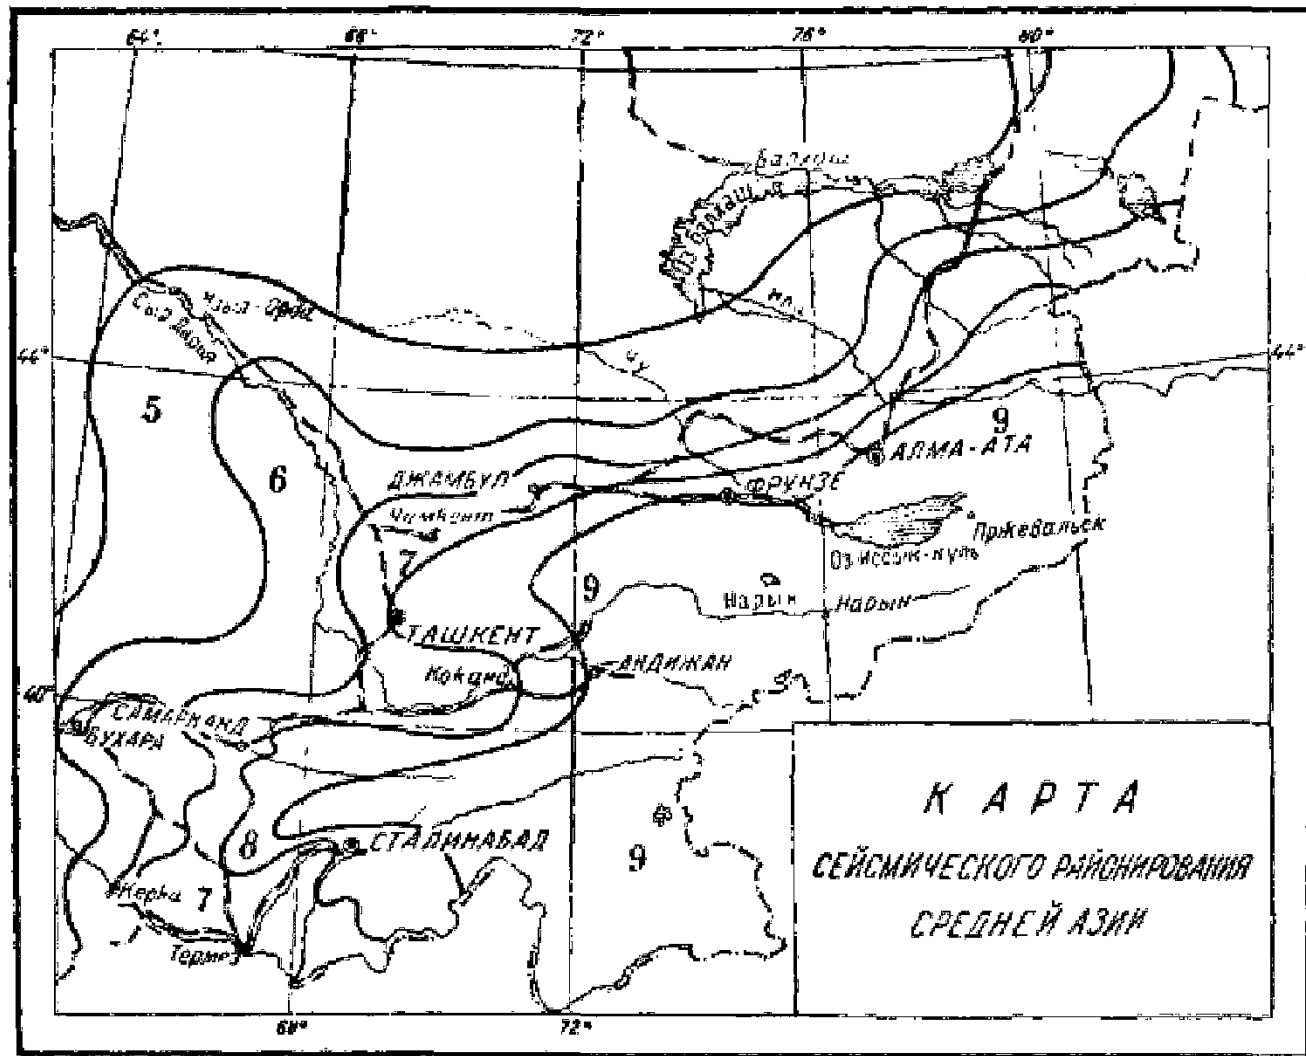 64°
68°
72°
76°
80°
Балхаш
Оз Балхаш
Или
Сыр Дарья
Кзыл-Орда
Чу
44°
44°
5
9
АЛМА-АТА
6
ДЖАМБУЛ
ФРУНЗЕ
Чимкент
Пржевальск
Оз Иссык-Куль
7
9
Нарын
Нарын
ТАШКЕНТ
АНДИЖАН
Коканд
40°
САМАРКАНД
БУХАРА
КАРТА
СЕЙСМИЧЕСКОГО РАЙОНИРОВАНИЯ
СРЕДНЕЙ АЗИИ
СТАЛИНАБАД
8
9
Керки
7
Термез
68°
72°